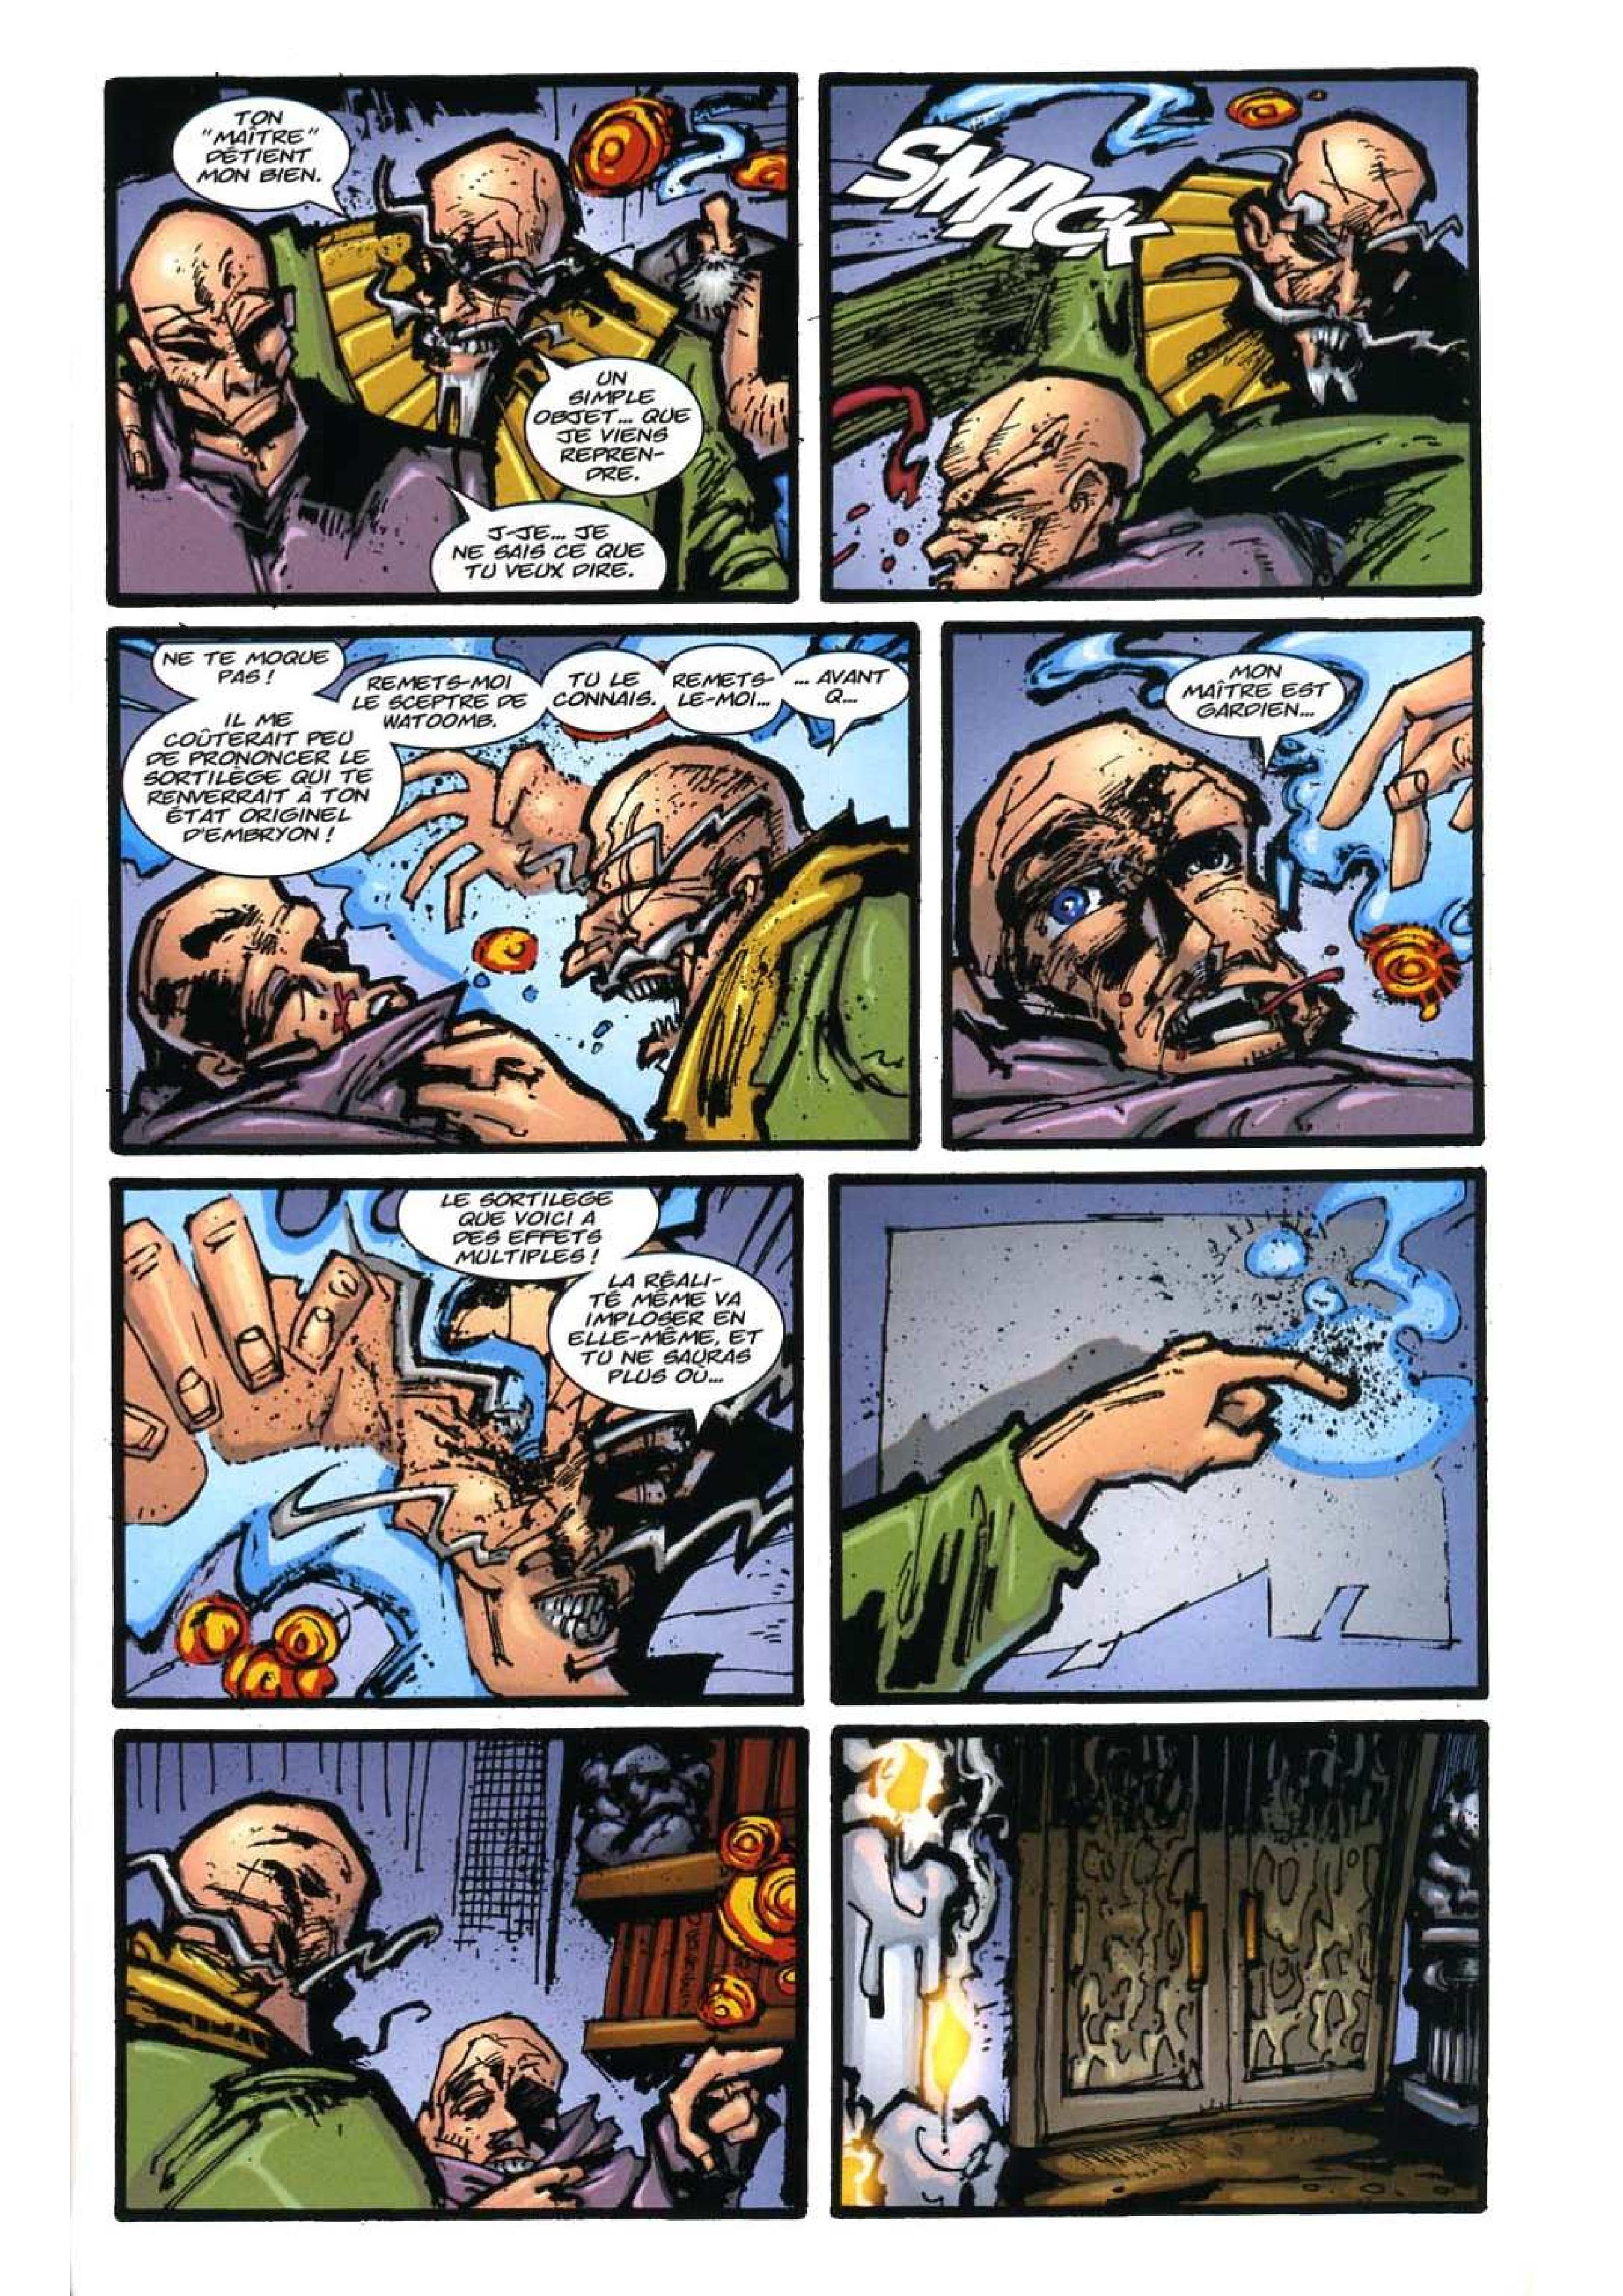 TON
"MAÎTRE"
DÉTIENT
MON BIEN.
UN
SIMPLE
OBJET... QUE
JE VIENS
REPREN-
DRE.
J-JE... JE
NE SAIS CE QUE
TU VEUX DIRE.
SMACK
NE TE MOQUE
PAS !
IL ME
COÛTERAIT PEU
DE PRONONCER LE
SORTILÈGE QUI TE
RENVERRAIT À TON
ÉTAT ORIGINEL
D'EMBRYON !
REMETS-MOI
LE SCEPTRE DE
WATOOMB.
TU LE
CONNAIS.
REMETS-
LE-MOI...
... AVANT
Q...
MON
MAÎTRE EST
GARDIEN...
LE SORTILÈGE
QUE VOICI A
DES EFFETS
MULTIPLES !
LA RÉALI-
TÉ MÊME VA
IMPLOSER EN
ELLE-MÊME, ET
TU NE SAURAS
PLUS OÙ...